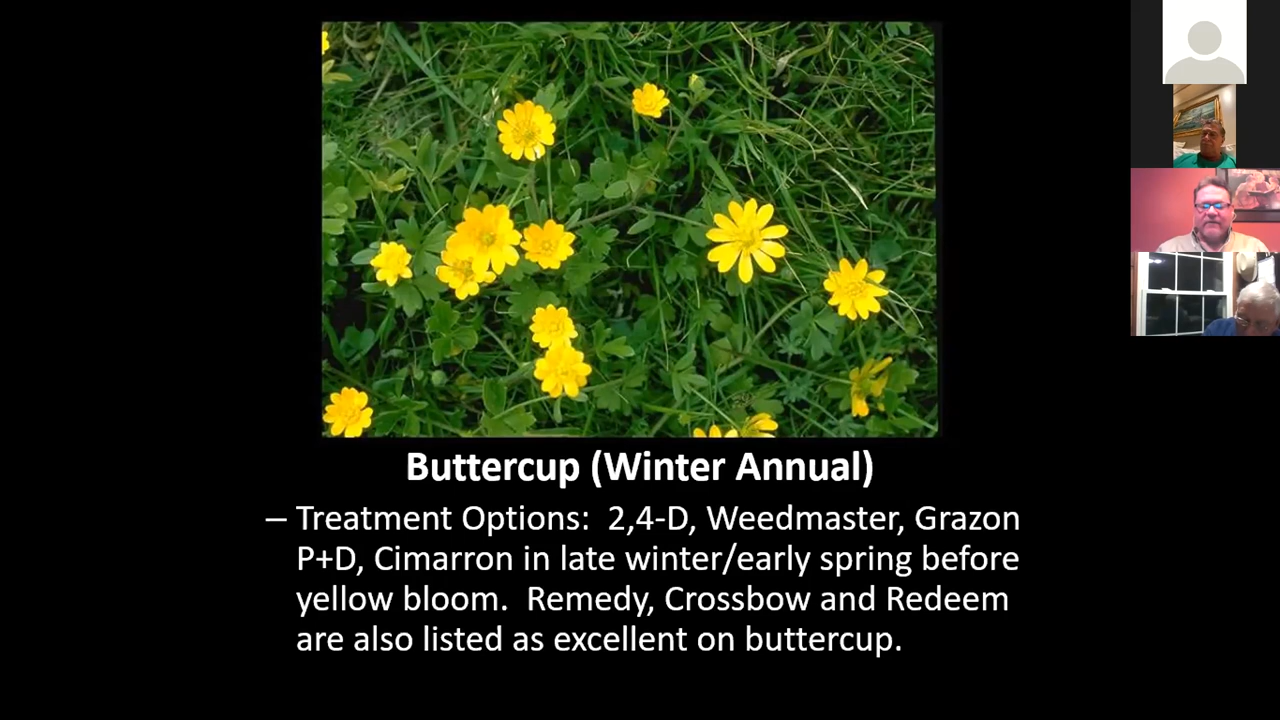 Buttercup (Winter Annual)
– Treatment Options:  2,4-D, Weedmaster, Grazon
P+D, Cimarron in late winter/early spring before
yellow bloom.  Remedy, Crossbow and Redeem
are also listed as excellent on buttercup.